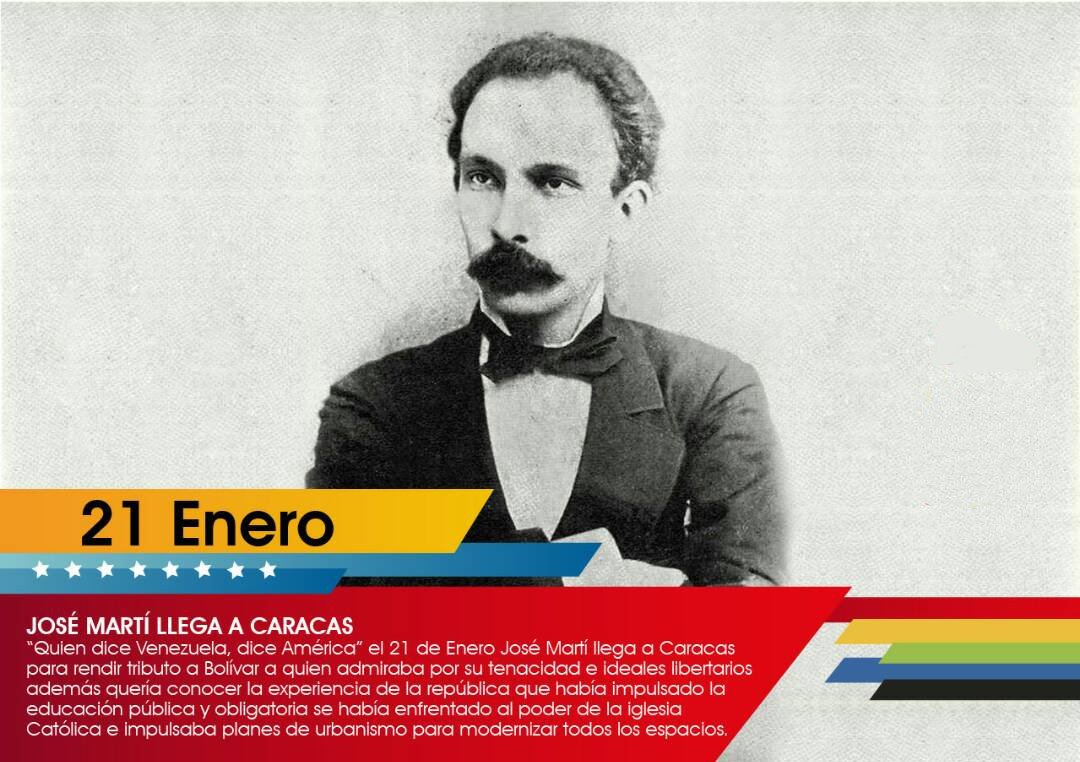 21 Enero
JOSÉ MARTÍ LLEGA A CARACAS
“Quien dice Venezuela, dice América” el 21 de Enero José Martí llega a Caracas
para rendir tributo a Bolívar a quien admiraba por su tenacidad e ideales libertarios
además quería conocer la experiencia de la república que había impulsado la
educación pública y obligatoria se había enfrentado al poder de la iglesia
Católica e impulsaba planes de urbanismo para modernizar todos los espacios.